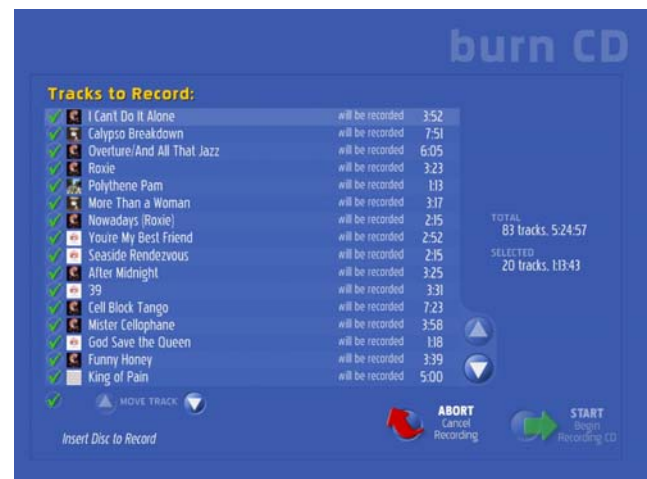 burn CD
Tracks to Record:
I Can't Do It Alone will be recorded 3:52
Calypso Breakdown will be recorded 7:51
Overture/And All That Jazz will be recorded 6:05
Roxie will be recorded 3:23
Polythene Pam will be recorded 1:13
More Than a Woman will be recorded 3:17
Nowadays (Roxie) will be recorded 2:15
You're My Best Friend will be recorded 2:52
Seaside Rendezvous will be recorded 2:15
After Midnight will be recorded 3:25
'39 will be recorded 3:31
Cell Block Tango will be recorded 7:23
Mister Cellophane will be recorded 3:58
God Save the Queen will be recorded 1:18
Funny Honey will be recorded 3:39
King of Pain will be recorded 5:00
TOTAL
83 tracks, 5:24:57
SELECTED
20 tracks, 1:13:43
MOVE TRACK
Insert Disc to Record
ABORT
Cancel
Recording
START
Begin
Recording CD